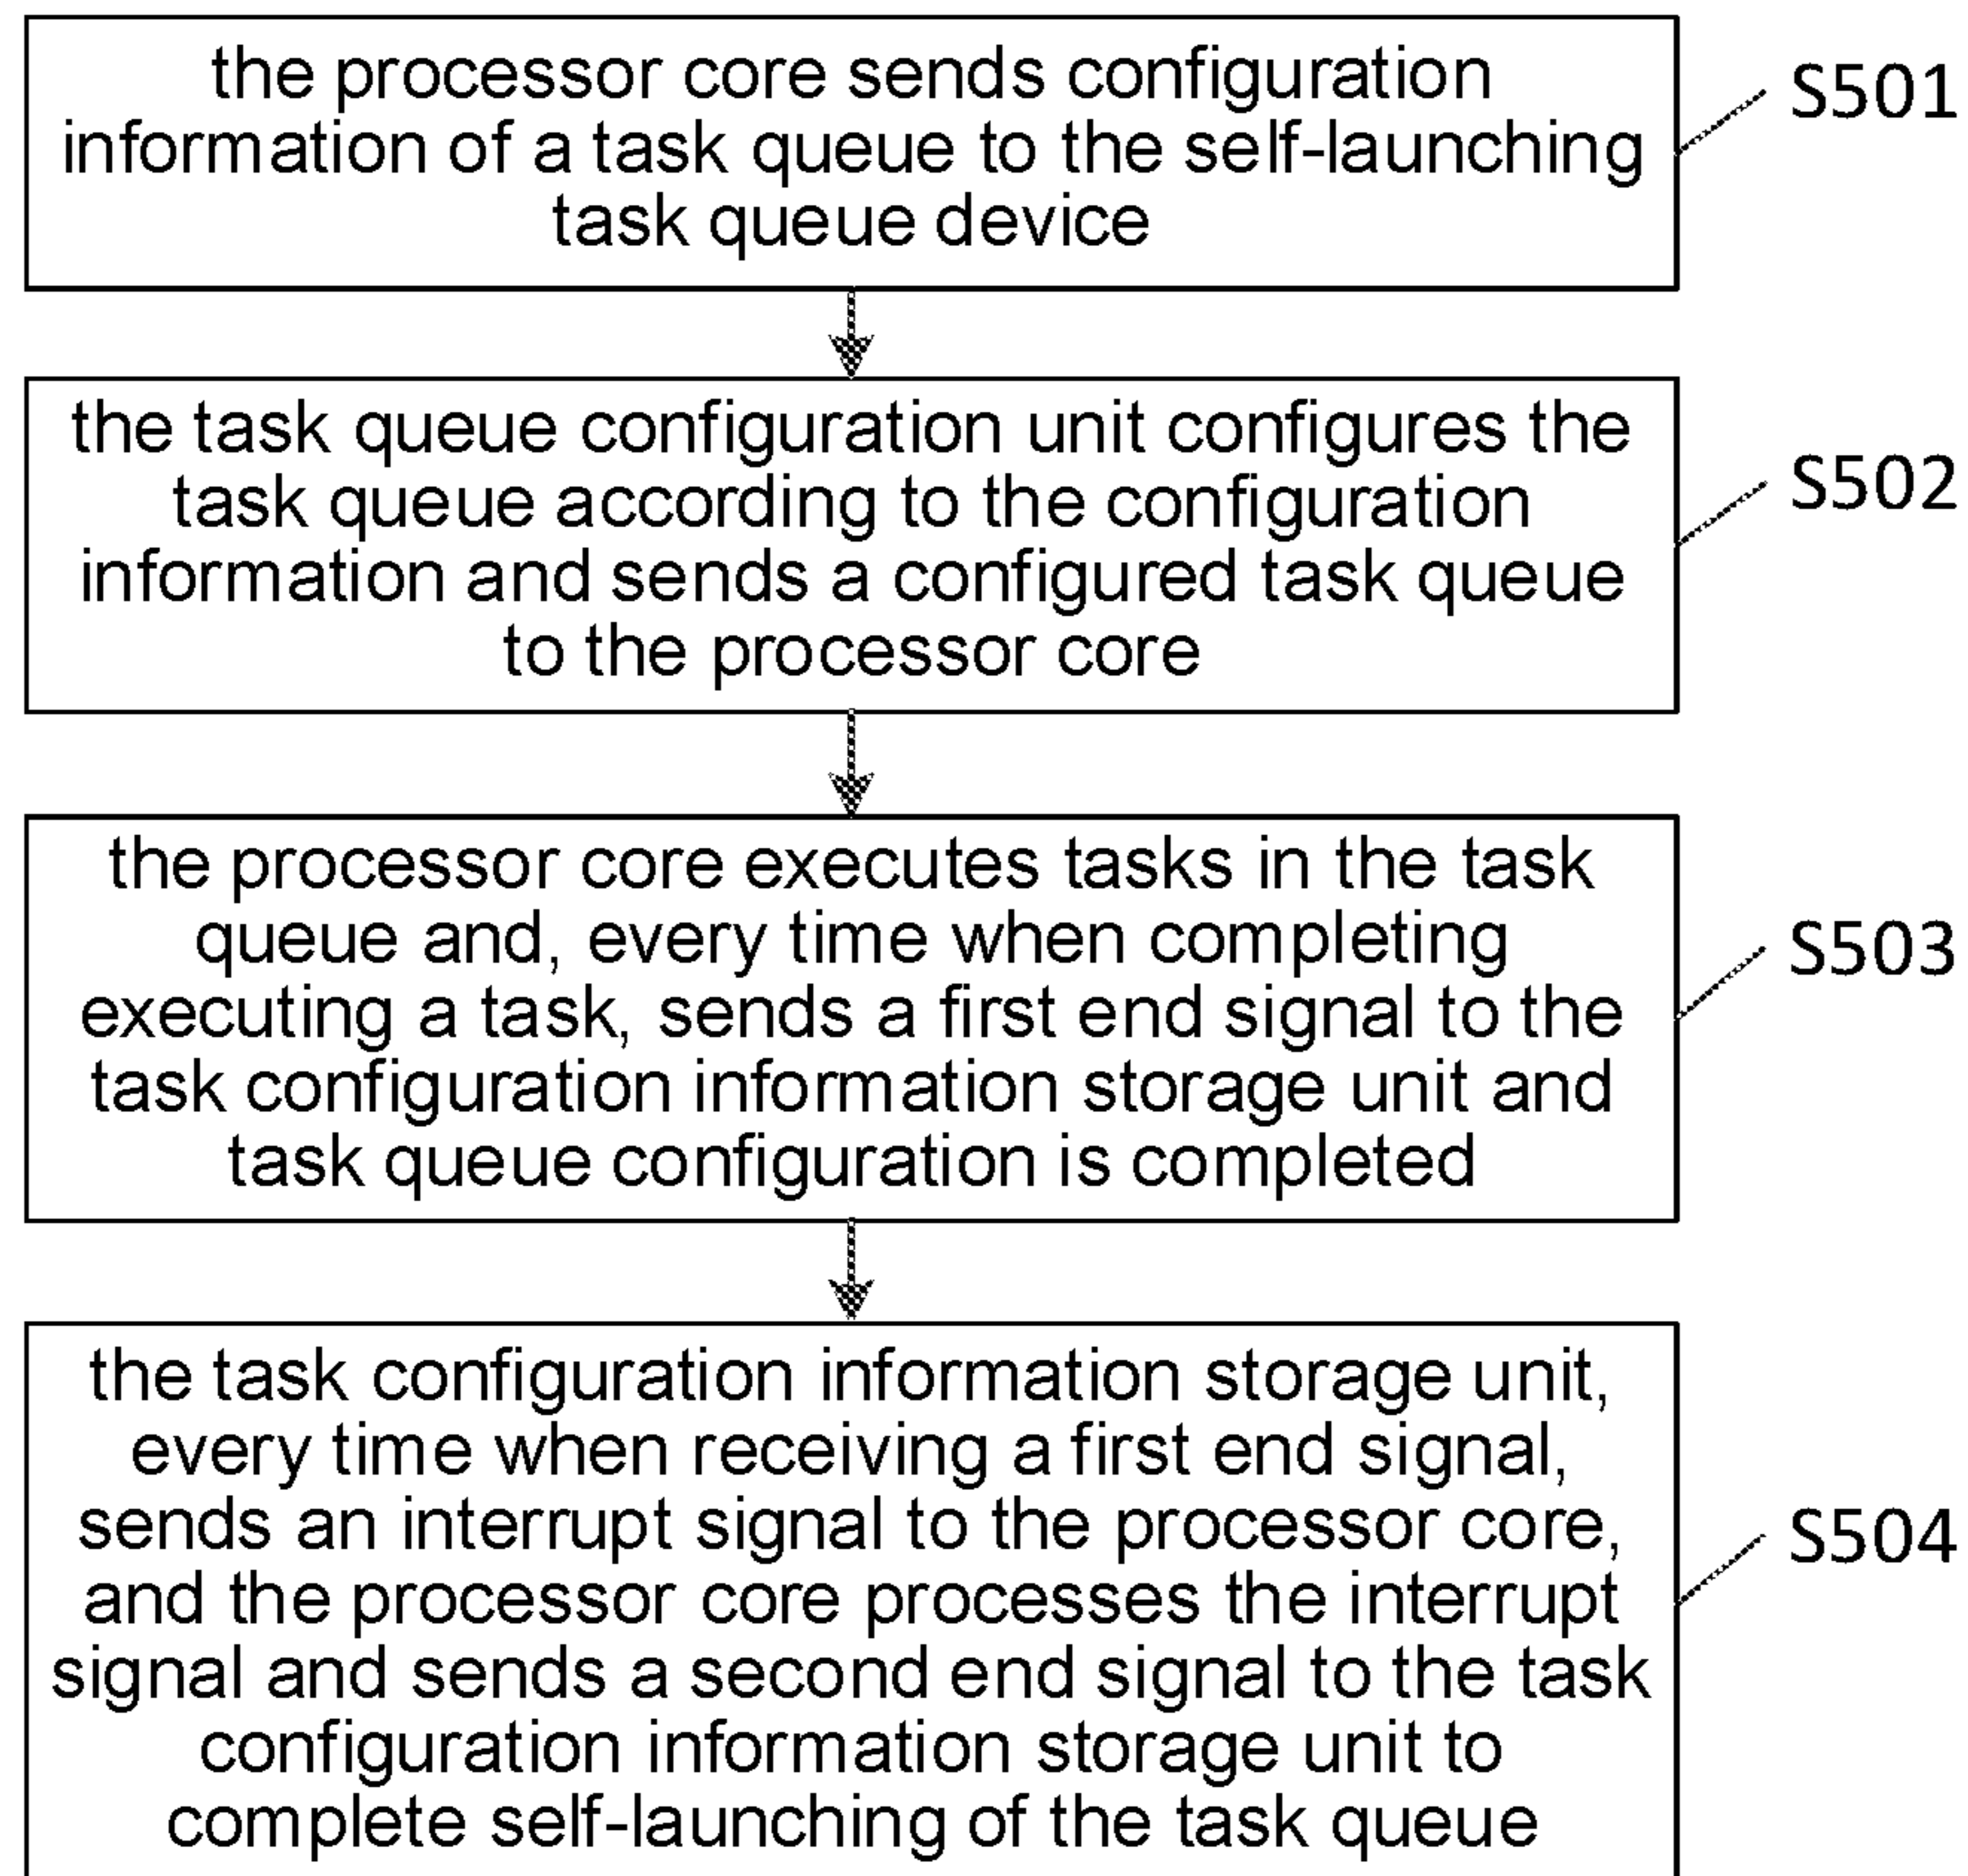 the processor core sends configuration
information of a task queue to the self-launching
task queue device
S501
the task queue configuration unit configures the
task queue according to the configuration
information and sends a configured task queue
to the processor core
S502
the processor core executes tasks in the task
queue and, every time when completing
executing a task, sends a first end signal to the
task configuration information storage unit and
task queue configuration is completed
S503
the task configuration information storage unit,
every time when receiving a first end signal,
sends an interrupt signal to the processor core,
and the processor core processes the interrupt
signal and sends a second end signal to the task
configuration information storage unit to
complete self-launching of the task queue
S504